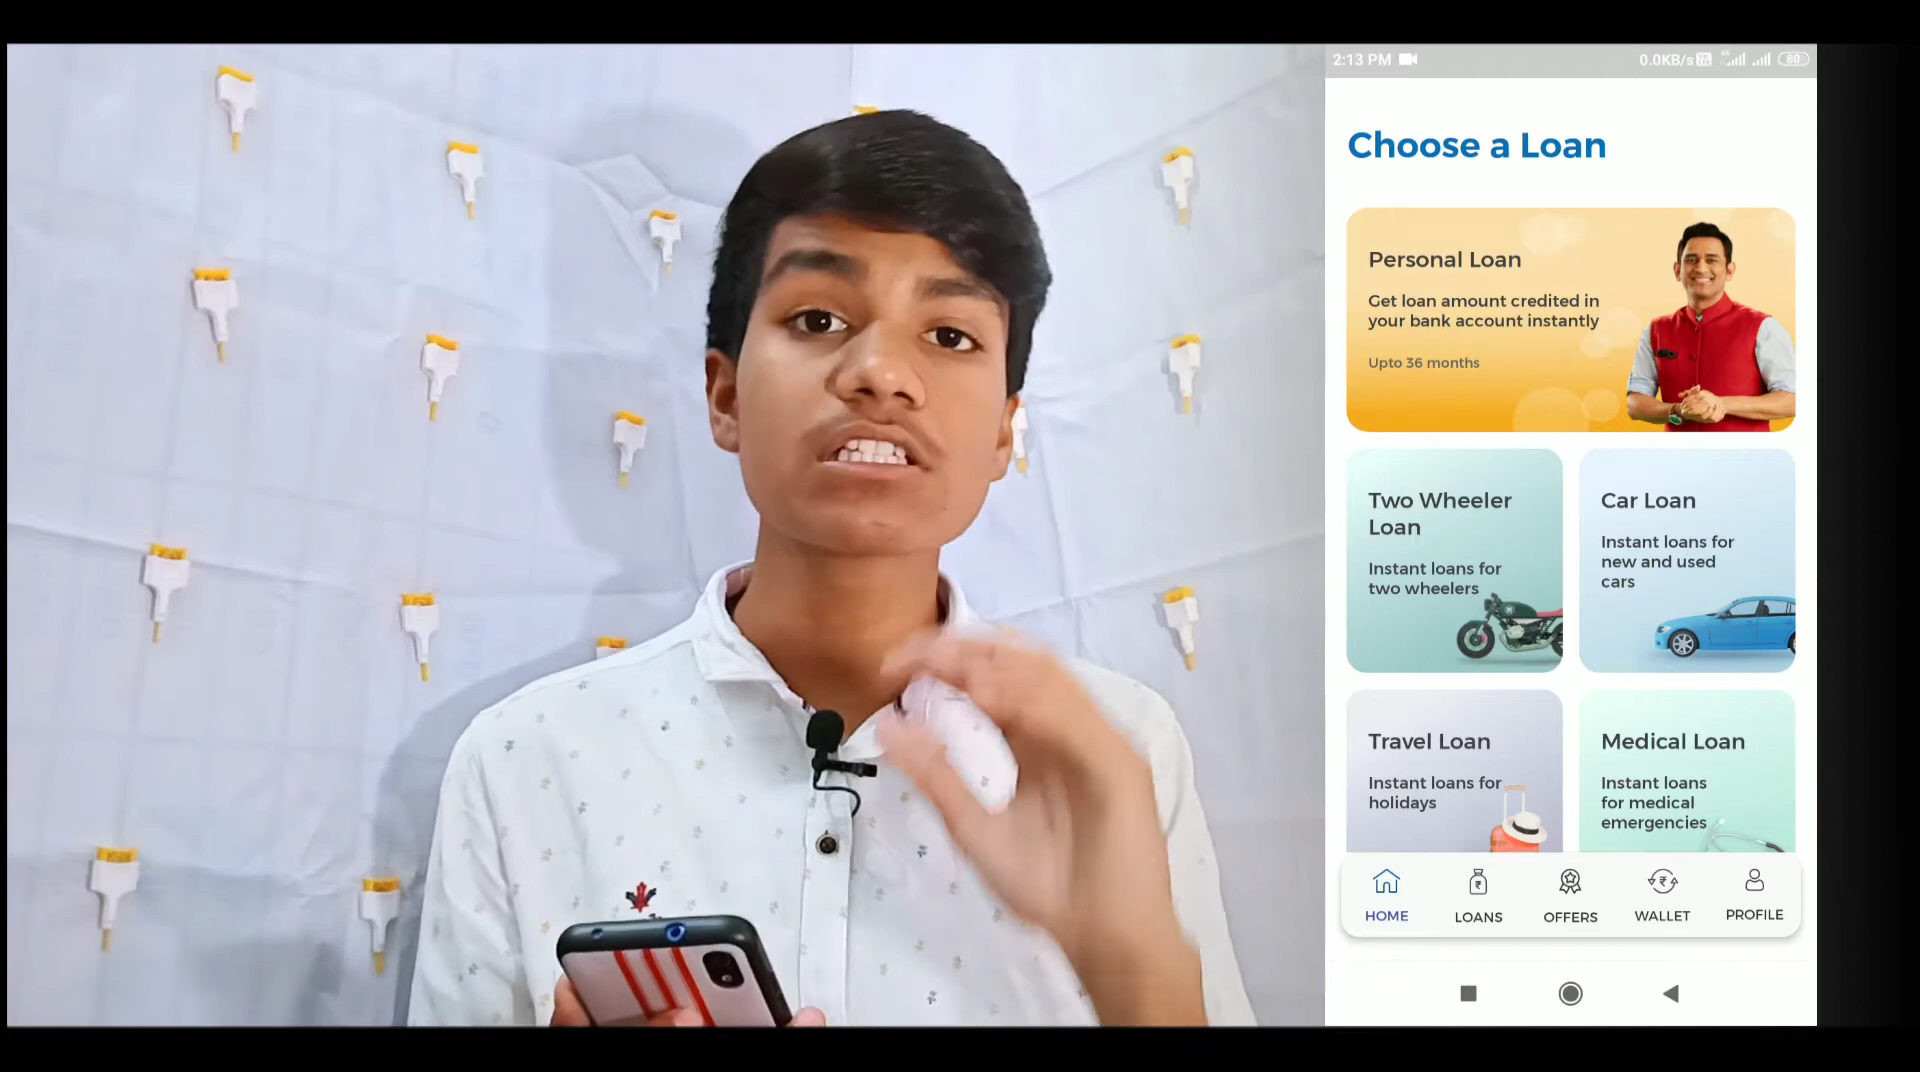 2:13 PM
0.0KB/s
4G
80
Choose a Loan
Personal Loan
Get loan amount credited in
your bank account instantly
Upto 36 months
Two Wheeler
Loan
Instant loans for
two wheelers
Car Loan
Instant loans for
new and used
cars
Travel Loan
Instant loans for
holidays
Medical Loan
Instant loans
for medical
emergencies
HOME
LOANS
OFFERS
WALLET
PROFILE